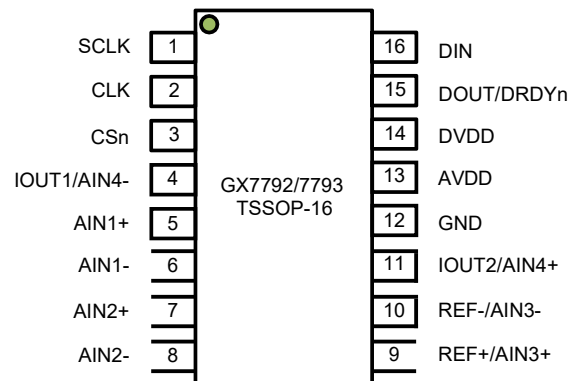 SCLK 1 16 DIN
CLK 2 15 DOUT/DRDYn
CSn 3 14 DVDD
IOUT1/AIN4- 4 13 AVDD
GX7792/7793
TSSOP-16
AIN1+ 5 12 GND
AIN1- 6 11 IOUT2/AIN4+
AIN2+ 7 10 REF-/AIN3-
AIN2- 8 9 REF+/AIN3+